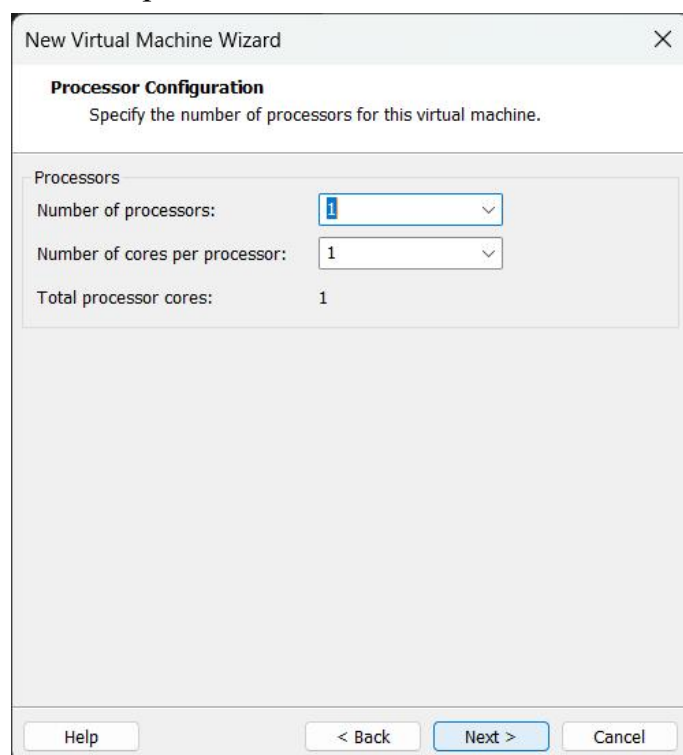 New Virtual Machine Wizard
Processor Configuration
Specify the number of processors for this virtual machine.
Processors
Number of processors: 1
Number of cores per processor: 1
Total processor cores: 1
Help < Back Next > Cancel